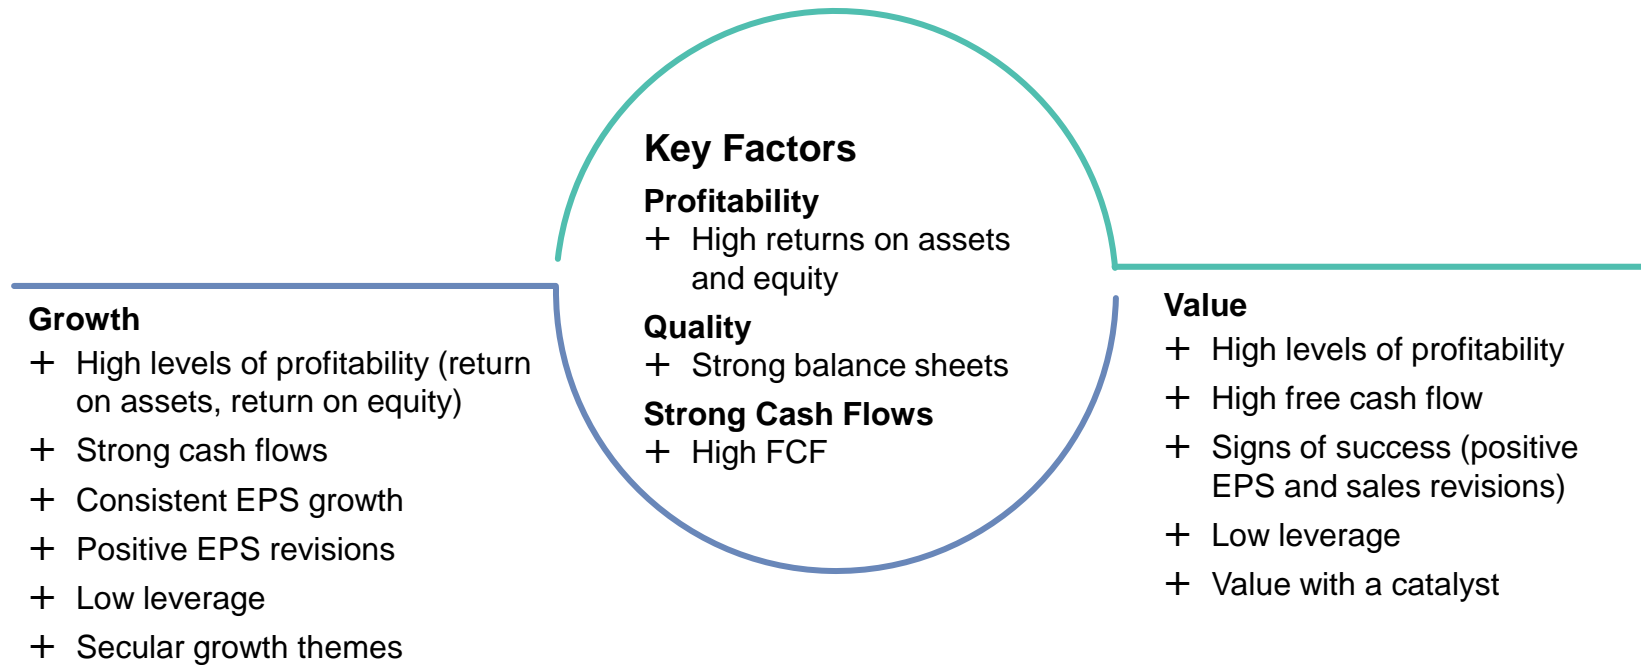 Key Factors
Profitability
+ High returns on assets
and equity
Quality
+ Strong balance sheets
Strong Cash Flows
+ High FCF
Growth
+ High levels of profitability (return
on assets, return on equity)
+ Strong cash flows
+ Consistent EPS growth
+ Positive EPS revisions
+ Low leverage
+ Secular growth themes
Value
+ High levels of profitability
+ High free cash flow
+ Signs of success (positive
EPS and sales revisions)
+ Low leverage
+ Value with a catalyst